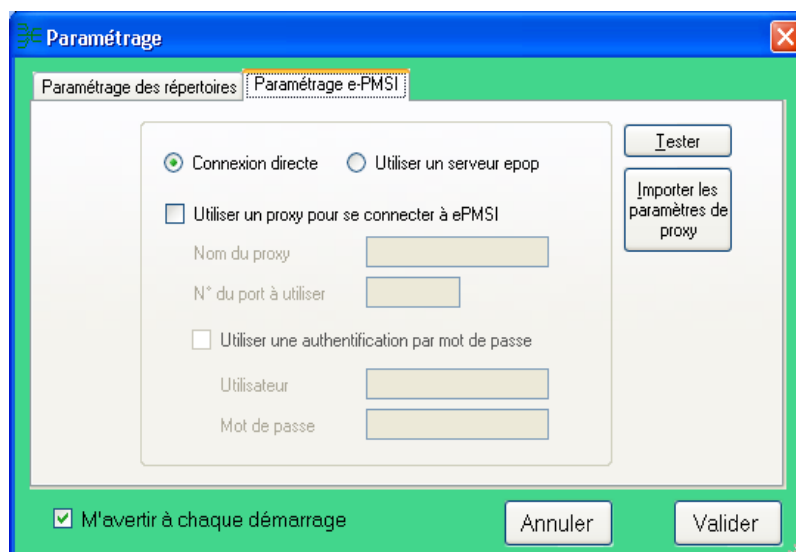 Paramétrage
Paramétrage des répertoires
Paramétrage e-PMSI
Connexion directe
Utiliser un serveur epop
Tester
Utiliser un proxy pour se connecter à ePMSI
Importer les
paramètres de
proxy
Nom du proxy
N° du port à utiliser
Utiliser une authentification par mot de passe
Utilisateur
Mot de passe
M'avertir à chaque démarrage
Annuler
Valider